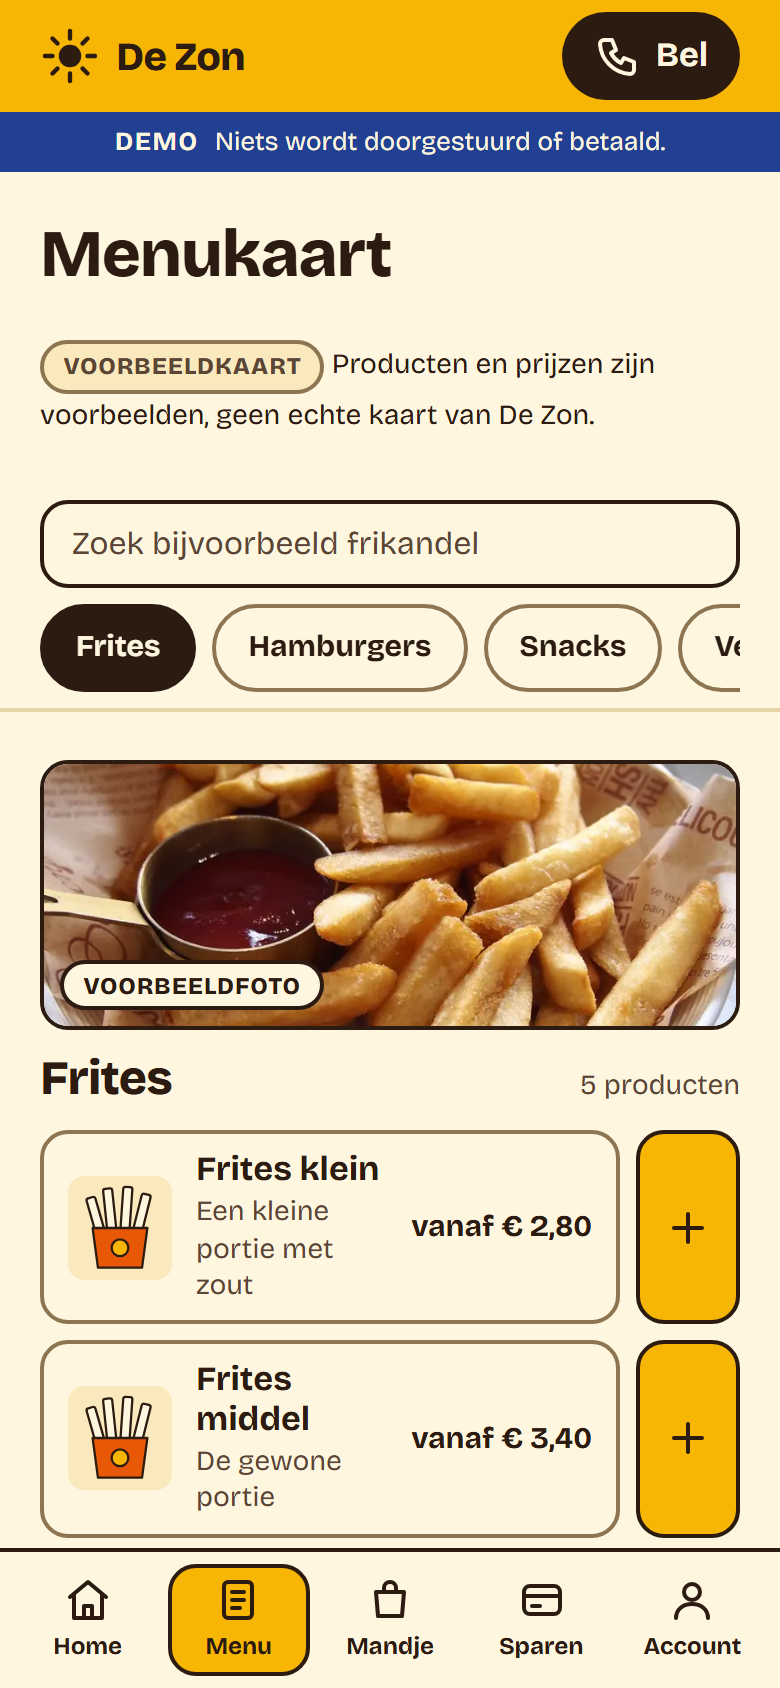 De Zon
Bel
DEMO Niets wordt doorgestuurd of betaald.
Menukaart
VOORBEELDKAART Producten en prijzen zijn
voorbeelden, geen echte kaart van De Zon.
Zoek bijvoorbeeld frikandel
Frites
Hamburgers
Snacks
VOORBEELDFOTO
Frites
5 producten
Frites klein
Een kleine
portie met
zout
vanaf € 2,80
+
Frites
middel
De gewone
portie
vanaf € 3,40
+
Home
Menu
Mandje
Sparen
Account